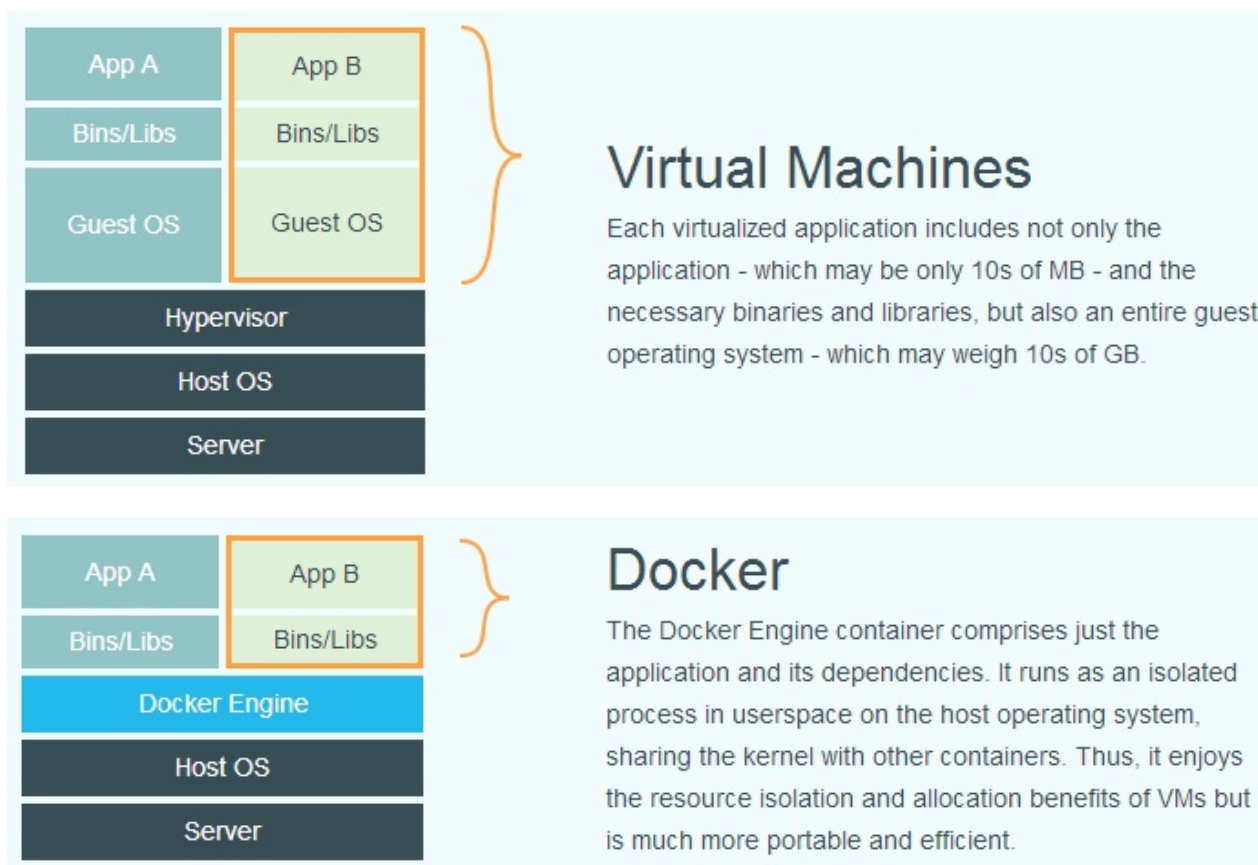 App A App B
Bins/Libs Bins/Libs
Guest OS Guest OS
Hypervisor
Host OS
Server
Virtual Machines
Each virtualized application includes not only the
application - which may be only 10s of MB - and the
necessary binaries and libraries, but also an entire guest
operating system - which may weigh 10s of GB.
App A App B
Bins/Libs Bins/Libs
Docker Engine
Host OS
Server
Docker
The Docker Engine container comprises just the
application and its dependencies. It runs as an isolated
process in userspace on the host operating system,
sharing the kernel with other containers. Thus, it enjoys
the resource isolation and allocation benefits of VMs but
is much more portable and efficient.